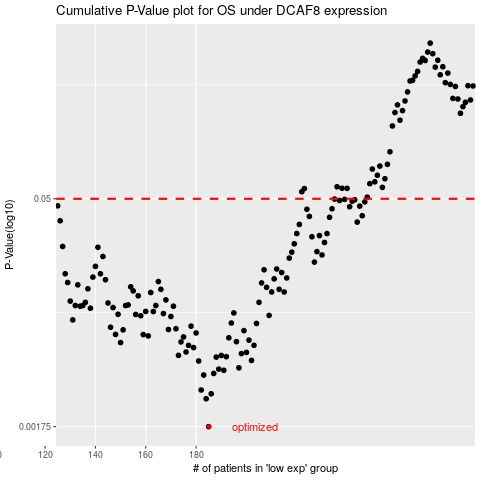 Cumulative P-Value plot for OS under DCAF8 expression
P-Value(log10)
0.05
0.00175
optimized
0 120 140 160 180
# of patients in 'low exp' group